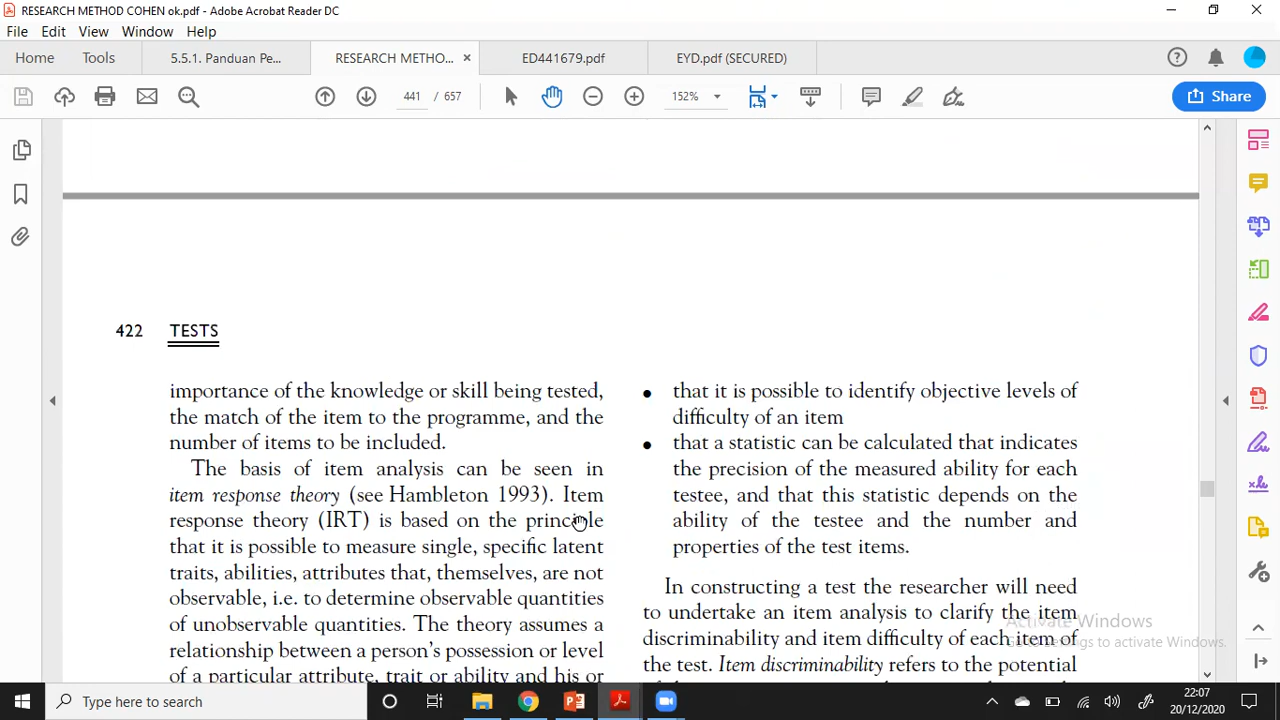 RESEARCH METHOD COHEN ok.pdf - Adobe Acrobat Reader DC
File Edit View Window Help
Home Tools 5.5.1. Panduan Pe... RESEARCH METHO... × ED441679.pdf EYD.pdf (SECURED)
441 / 657 152% Share
422 TESTS
importance of the knowledge or skill being tested,
the match of the item to the programme, and the
number of items to be included.
The basis of item analysis can be seen in
item response theory (see Hambleton 1993). Item
response theory (IRT) is based on the principle
that it is possible to measure single, specific latent
traits, abilities, attributes that, themselves, are not
observable, i.e. to determine observable quantities
of unobservable quantities. The theory assumes a
relationship between a person's possession or level
of a particular attribute, trait or ability and his or
• that it is possible to identify objective levels of
difficulty of an item
• that a statistic can be calculated that indicates
the precision of the measured ability for each
testee, and that this statistic depends on the
ability of the testee and the number and
properties of the test items.
In constructing a test the researcher will need
to undertake an item analysis to clarify the item
discriminability and item difficulty of each item of
the test. Item discriminability refers to the potential
Activate Windows
Go to Settings to activate Windows.
Type here to search
22:07
20/12/2020